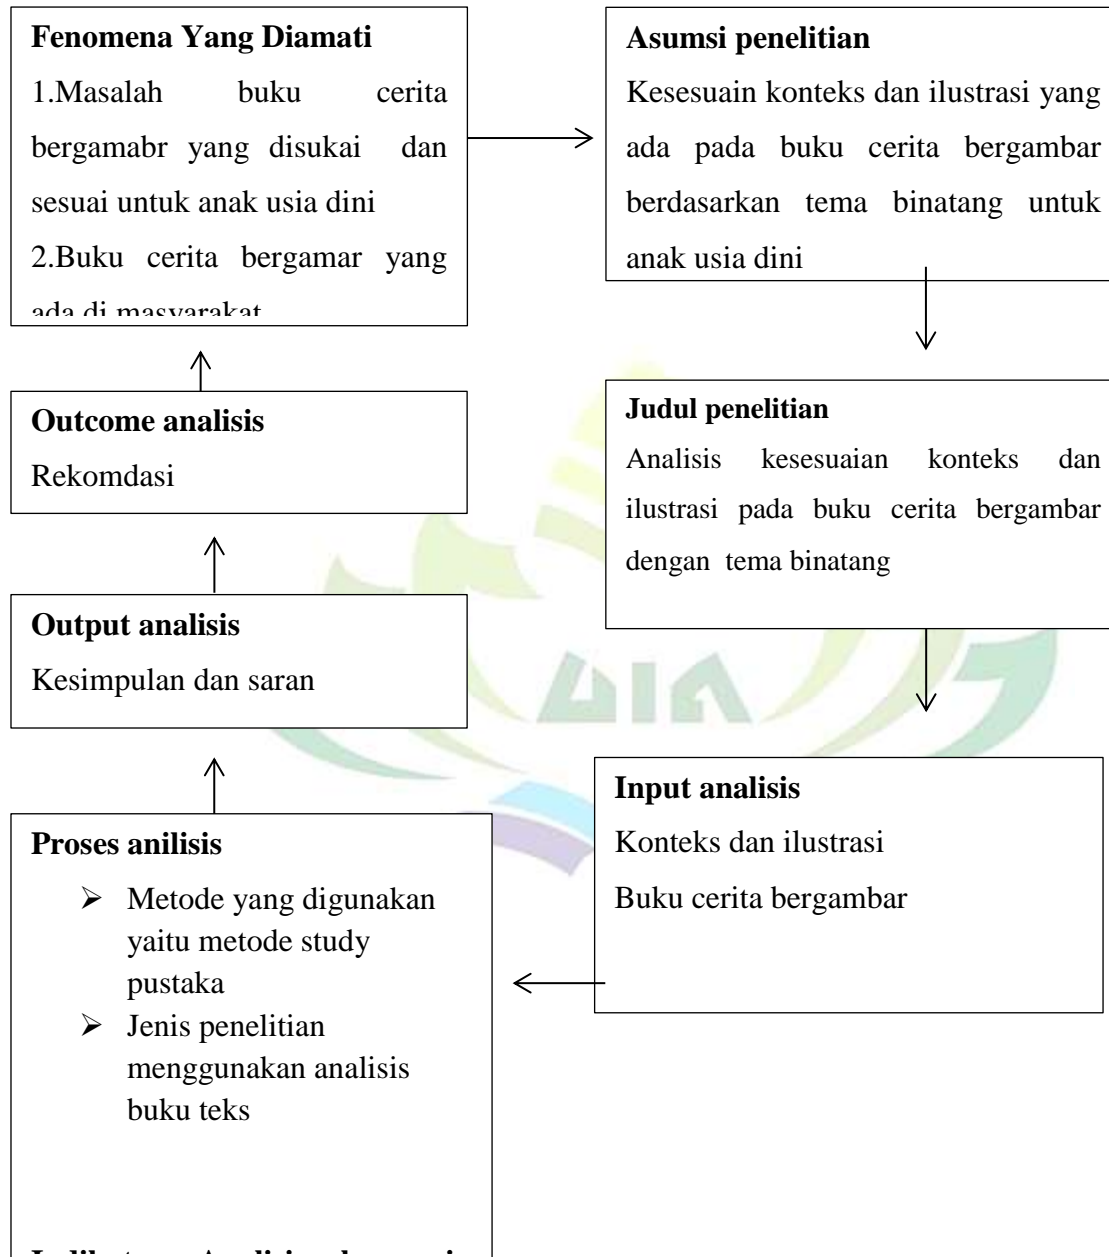 Fenomena Yang Diamati
1.Masalah buku cerita
bergamabr yang disukai dan
sesuai untuk anak usia dini
2.Buku cerita bergamar yang
ada di masyarakat
Asumsi penelitian
Kesesuain konteks dan ilustrasi yang
ada pada buku cerita bergambar
berdasarkan tema binatang untuk
anak usia dini
Judul penelitian
Analisis kesesuaian konteks dan
ilustrasi pada buku cerita bergambar
dengan tema binatang
Input analisis
Konteks dan ilustrasi
Buku cerita bergambar
Proses anilisis
➢ Metode yang digunakan
yaitu metode study
pustaka
➢ Jenis penelitian
menggunakan analisis
buku teks
Output analisis
Kesimpulan dan saran
Outcome analisis
Rekomdasi